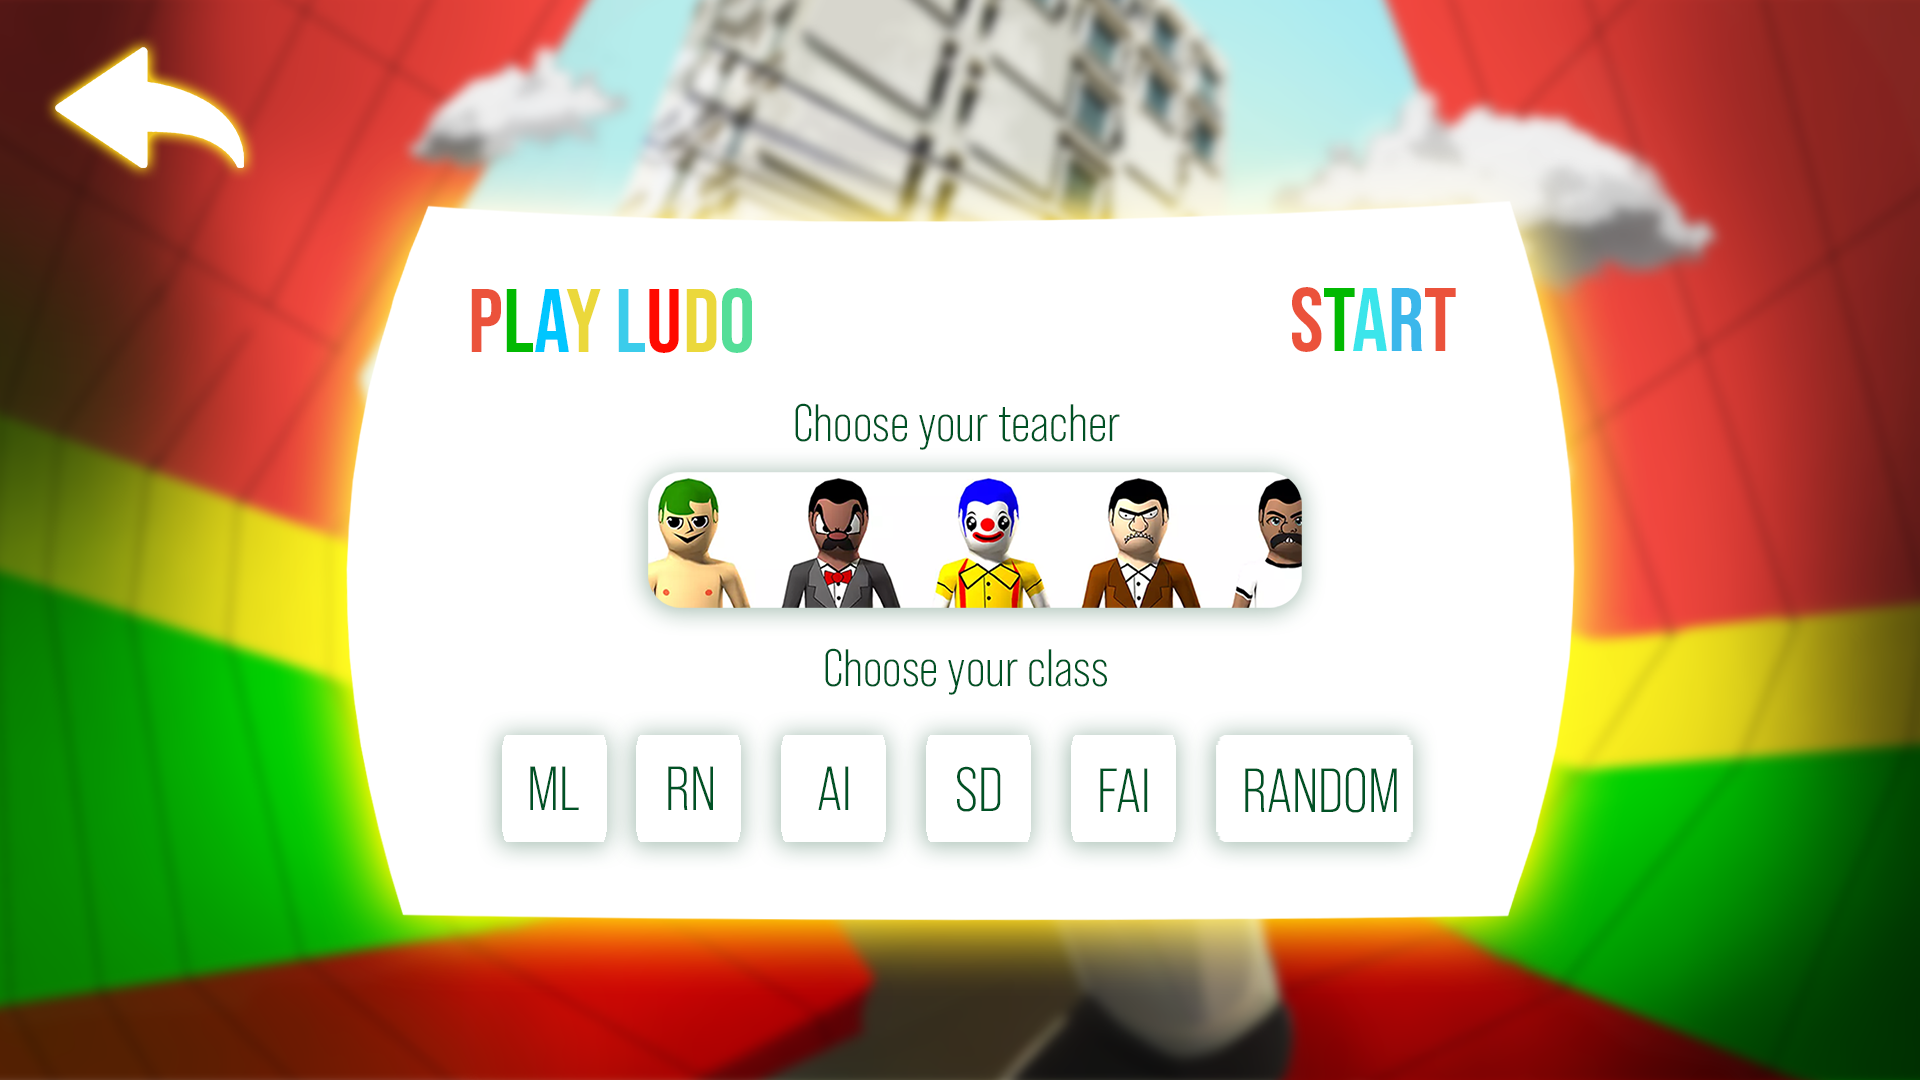 PLAY LUDO
START
Choose your teacher
Choose your class
ML RN AI SD FAI RANDOM